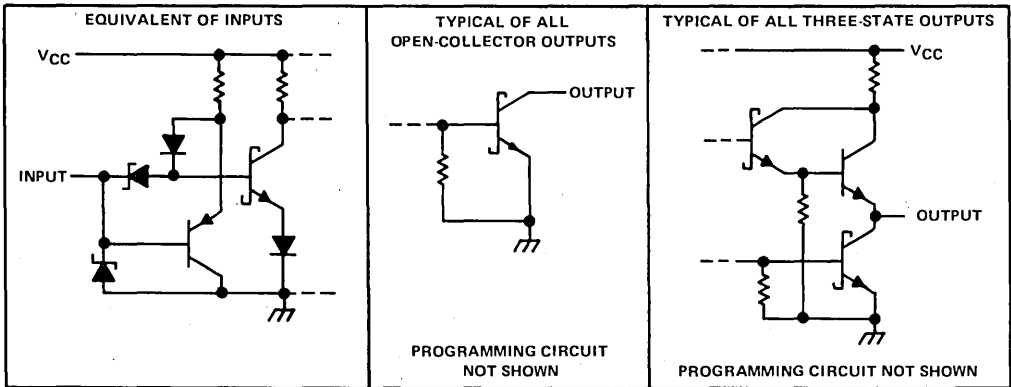 EQUIVALENT OF INPUTS
VCC
INPUT
TYPICAL OF ALL
OPEN-COLLECTOR OUTPUTS
OUTPUT
PROGRAMMING CIRCUIT
NOT SHOWN
TYPICAL OF ALL THREE-STATE OUTPUTS
VCC
OUTPUT
PROGRAMMING CIRCUIT NOT SHOWN